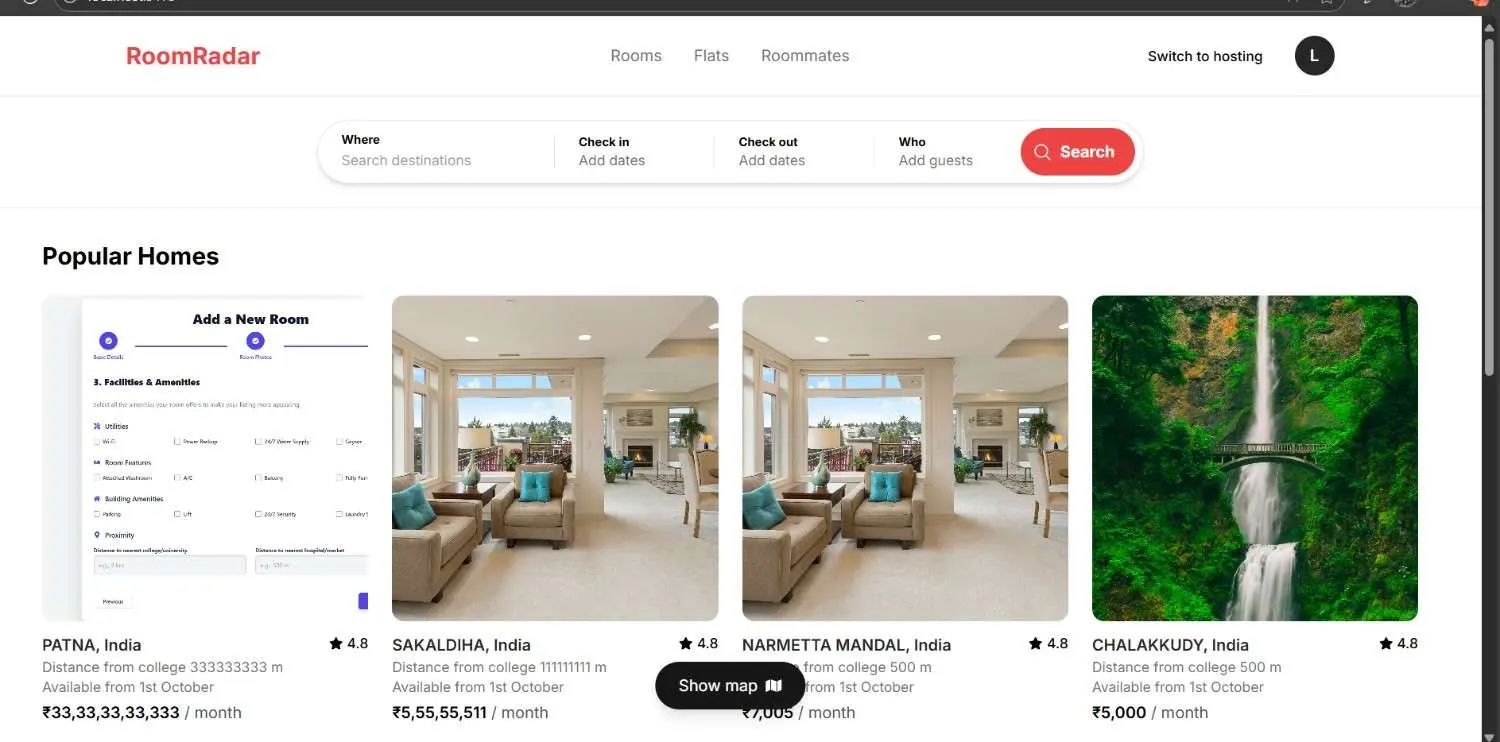 RoomRadar
Rooms Flats Roommates
Switch to hosting
L
Where
Search destinations
Check in
Add dates
Check out
Add dates
Who
Add guests
Search
Popular Homes
Add a New Room
Basic Details
Room Photos
3. Facilities & Amenities
Select all the amenities your room offers to make your listing more appealing.
Utilities
Wi-Fi Power Backup 24/7 Water Supply Geyser
Room Features
Attached Washroom A/C Balcony Fully Fur
Building Amenities
Parking Lift 24/7 Security Laundry S
Proximity
Distance to nearest college/university Distance to nearest hospital/market
e.g., 2 km e.g., 500 m
Previous
PATNA, India 4.8
Distance from college 333333333 m
Available from 1st October
₹33,33,33,33,333 / month
SAKALDIHA, India 4.8
Distance from college 111111111 m
Available from 1st October
₹5,55,55,511 / month
NARMETTA MANDAL, India 4.8
from college 500 m
from 1st October
₹7,005 / month
CHALAKKUDY, India 4.8
Distance from college 500 m
Available from 1st October
₹5,000 / month
Show map